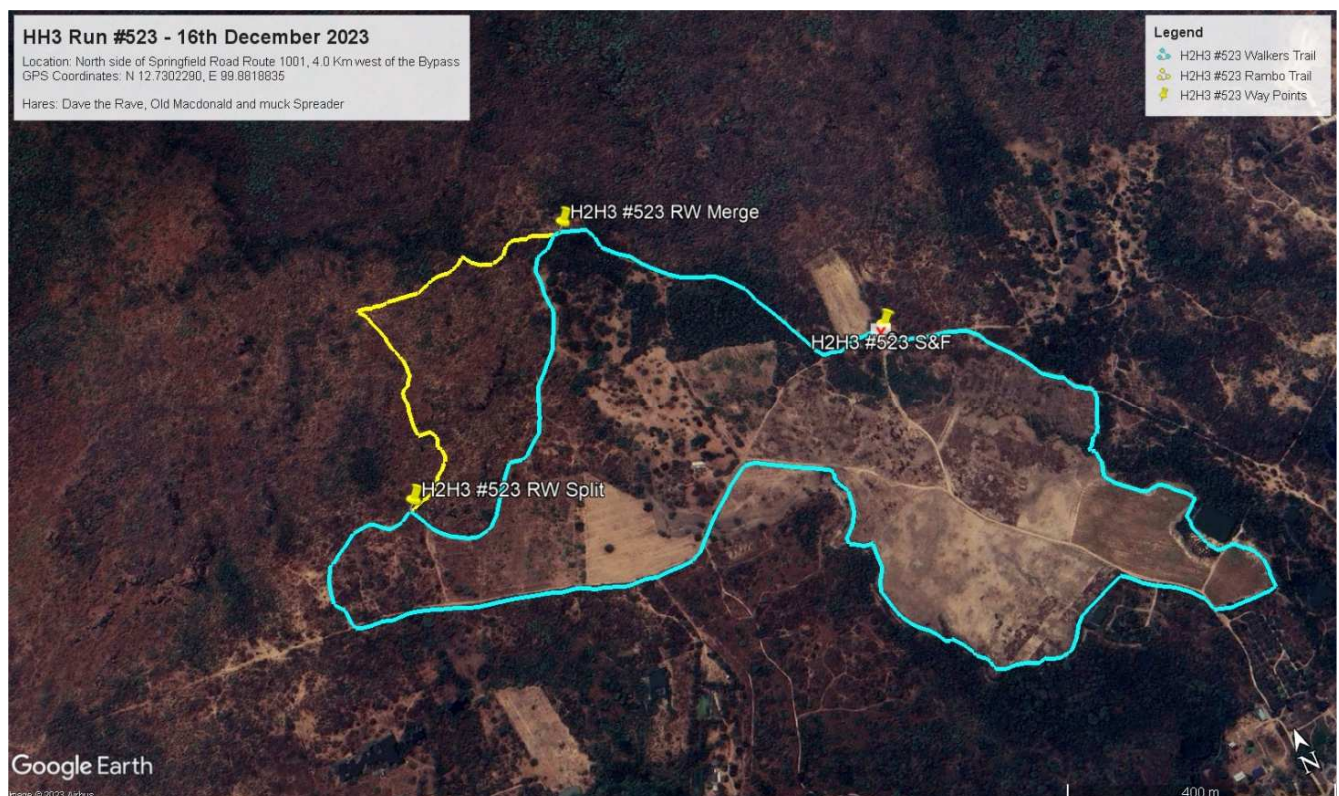 HH3 Run #523 - 16th December 2023
Location: North side of Springfield Road Route 1001, 4.0 Km west of the Bypass
GPS Coordinates: N 12.7302290, E 99.8818835
Hares: Dave the Rave, Old Macdonald and muck Spreader
Legend
H2H3 #523 Walkers Trail
H2H3 #523 Rambo Trail
H2H3 #523 Way Points
H2H3 #523 RW Merge
H2H3 #523 S&F
H2H3 #523 RW Split
Google Earth
Image © 2023 Airbus
400 m
N